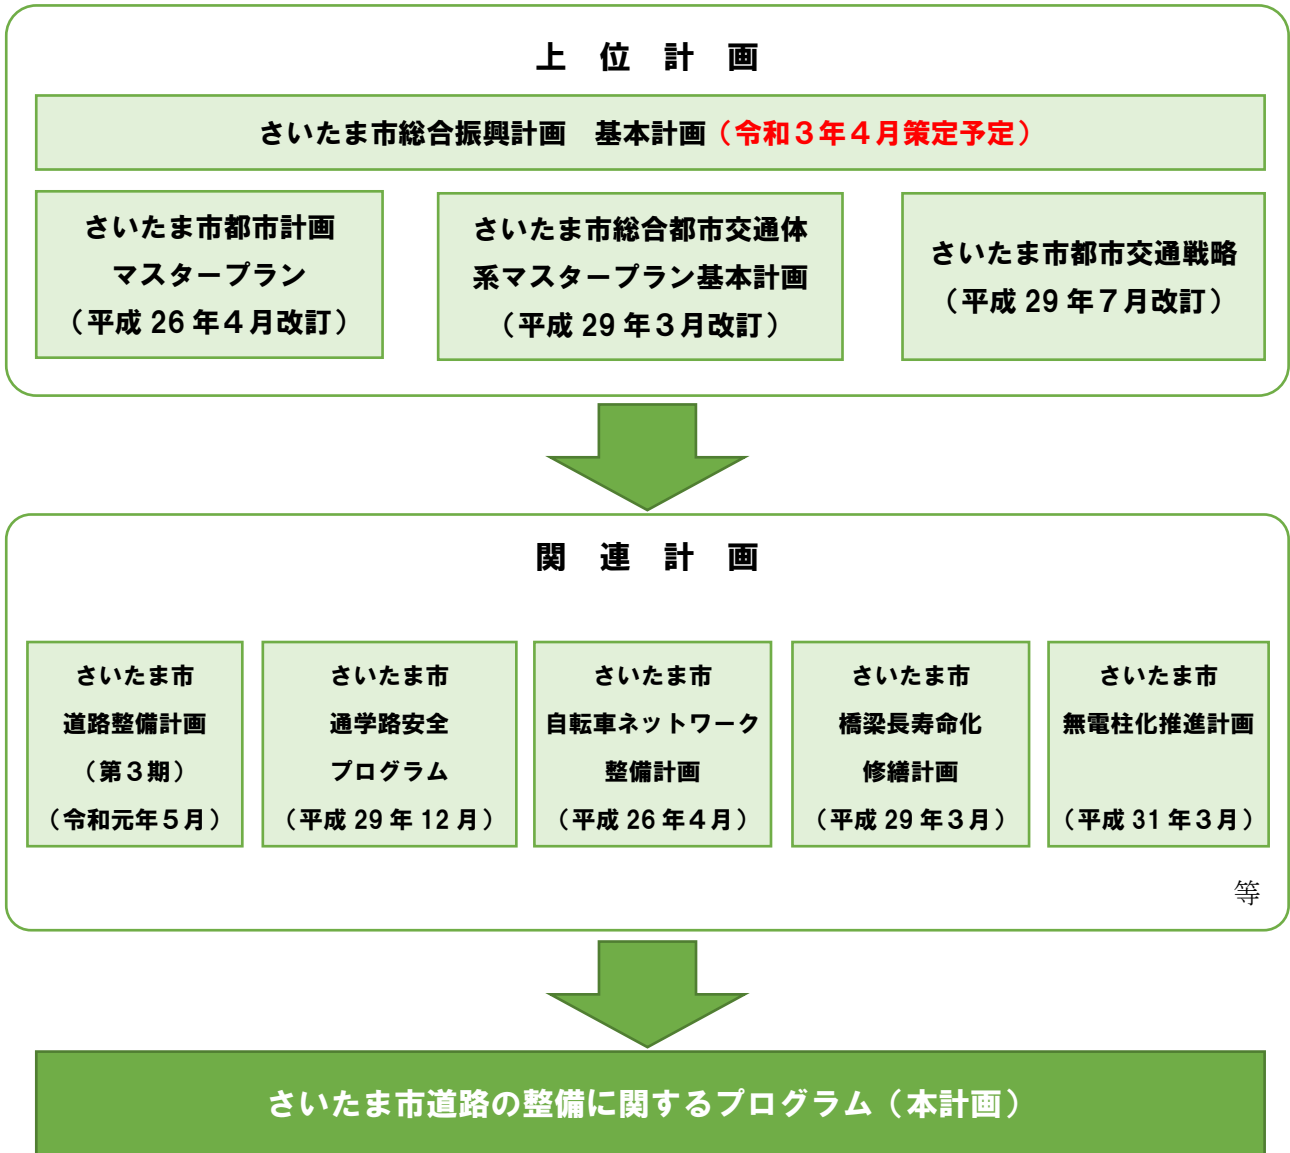 上 位 計 画
さいたま市総合振興計画 基本計画（令和３年４月策定予定）
さいたま市都市計画
マスタープラン
（平成 26 年４月改訂）
さいたま市総合都市交通体
系マスタープラン基本計画
（平成 29 年３月改訂）
さいたま市都市交通戦略
（平成 29 年７月改訂）
関 連 計 画
さいたま市
道路整備計画
（第３期）
（令和元年５月）
さいたま市
通学路安全
プログラム
（平成 29 年 12 月）
さいたま市
自転車ネットワーク
整備計画
（平成 26 年４月）
さいたま市
橋梁長寿命化
修繕計画
（平成 29 年３月）
さいたま市
無電柱化推進計画
（平成 31 年３月）
等
さいたま市道路の整備に関するプログラム（本計画）